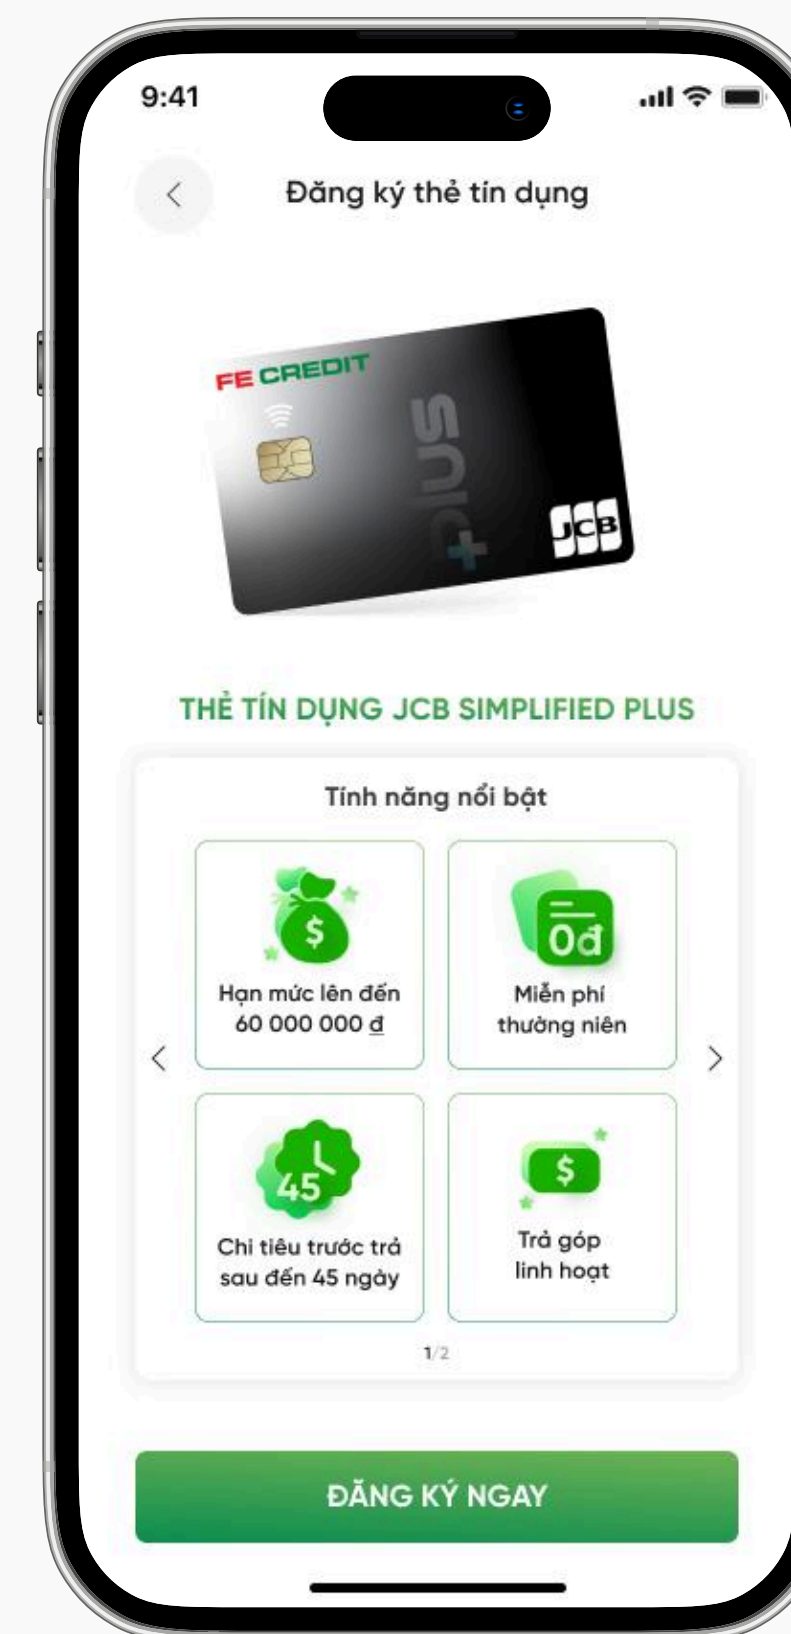 9:41
Đăng ký thẻ tín dụng
FE CREDIT
plus
JCB
THẺ TÍN DỤNG JCB SIMPLIFIED PLUS
Tính năng nổi bật
$
Hạn mức lên đến
60 000 000 đ
0đ
Miễn phí
thường niên
45
Chi tiêu trước trả
sau đến 45 ngày
$
Trả góp
linh hoạt
1/2
ĐĂNG KÝ NGAY